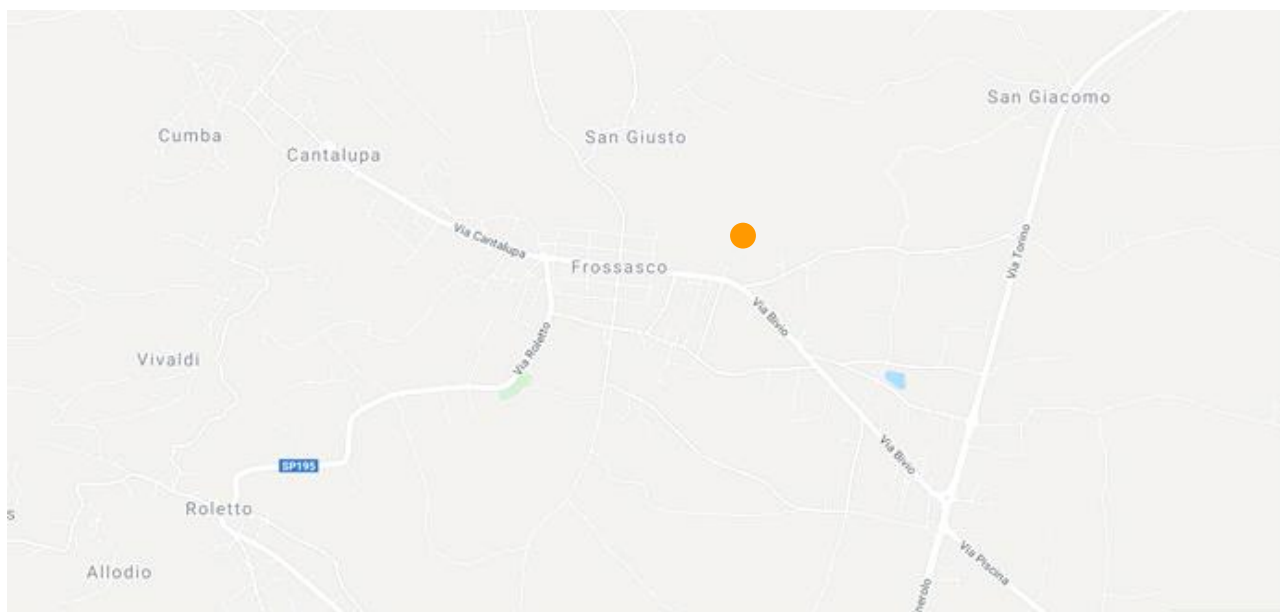 San Giacomo
Cumba
San Giusto
Cantalupa
Via Cantalupa
Via Torino
Frossasco
Via Bivio
Via Roletto
Vivaldi
Via Bivio
SP195
Roletto
s
Via Piscina
Allodio
nerolo